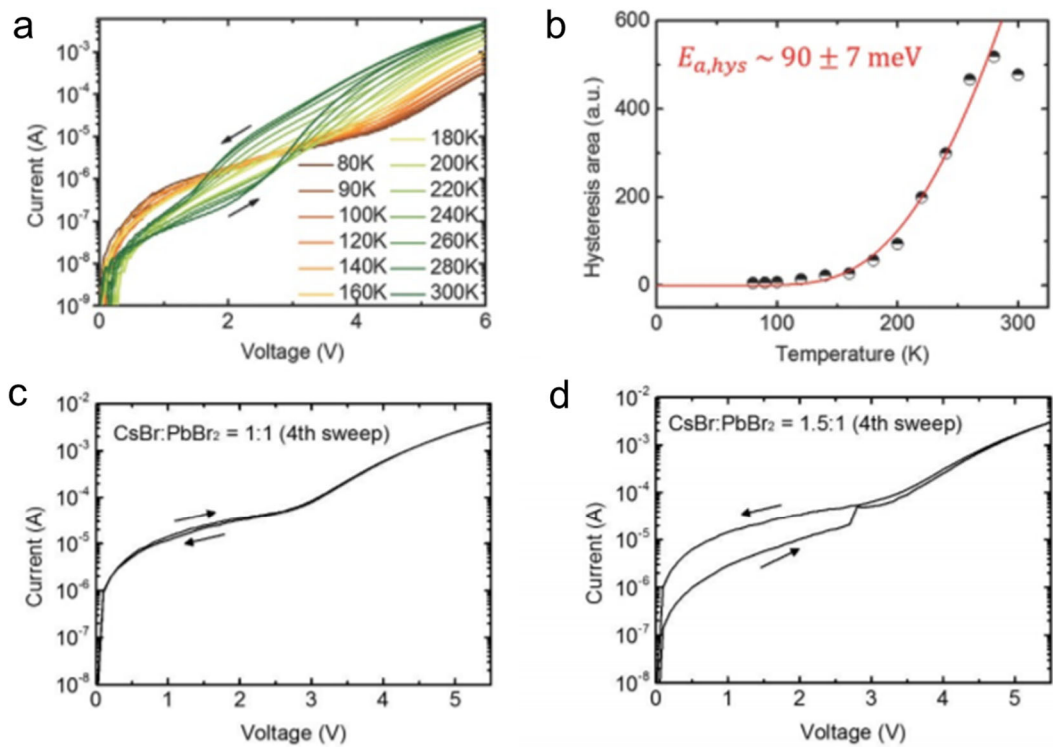 a
Current (A)
10⁻³
10⁻⁴
10⁻⁵
10⁻⁶
10⁻⁷
10⁻⁸
10⁻⁹
80K
90K
100K
120K
140K
160K
180K
200K
220K
240K
260K
280K
300K
0 2 4 6
Voltage (V)
b
Hysteresis area (a.u.)
600
400
200
0
E_{a,hys} ~ 90 ± 7 meV
0 100 200 300
Temperature (K)
c
Current (A)
10⁻²
10⁻³
10⁻⁴
10⁻⁵
10⁻⁶
10⁻⁷
10⁻⁸
CsBr:PbBr₂ = 1:1 (4th sweep)
0 1 2 3 4 5
Voltage (V)
d
Current (A)
10⁻²
10⁻³
10⁻⁴
10⁻⁵
10⁻⁶
10⁻⁷
10⁻⁸
CsBr:PbBr₂ = 1.5:1 (4th sweep)
0 1 2 3 4 5
Voltage (V)